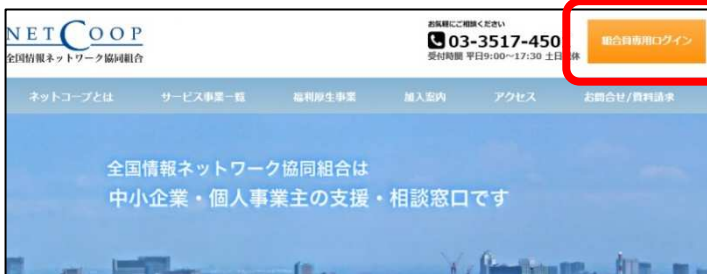 NETCOOP
全国情報ネットワーク協同組合
お気軽にご相談ください
03-3517-450
受付時間 平日9:00～17:30 土日 休
組合員専用ログイン
ネットコープとは サービス事業一覧 福利厚生事業 加入案内 アクセス お問合せ/資料請求
全国情報ネットワーク協同組合は
中小企業・個人事業主の支援・相談窓口です